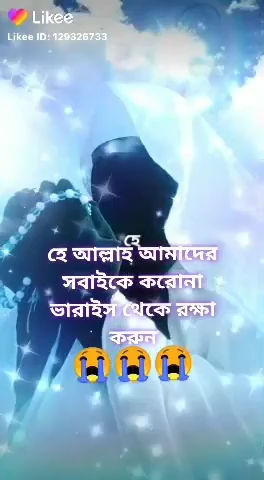 Likee
Likee ID: 129326733
হে
হে আল্লাহ আমাদের
সবাইকে করোনা
ভারাইস থেকে রক্ষা
করুন
😭😭😭